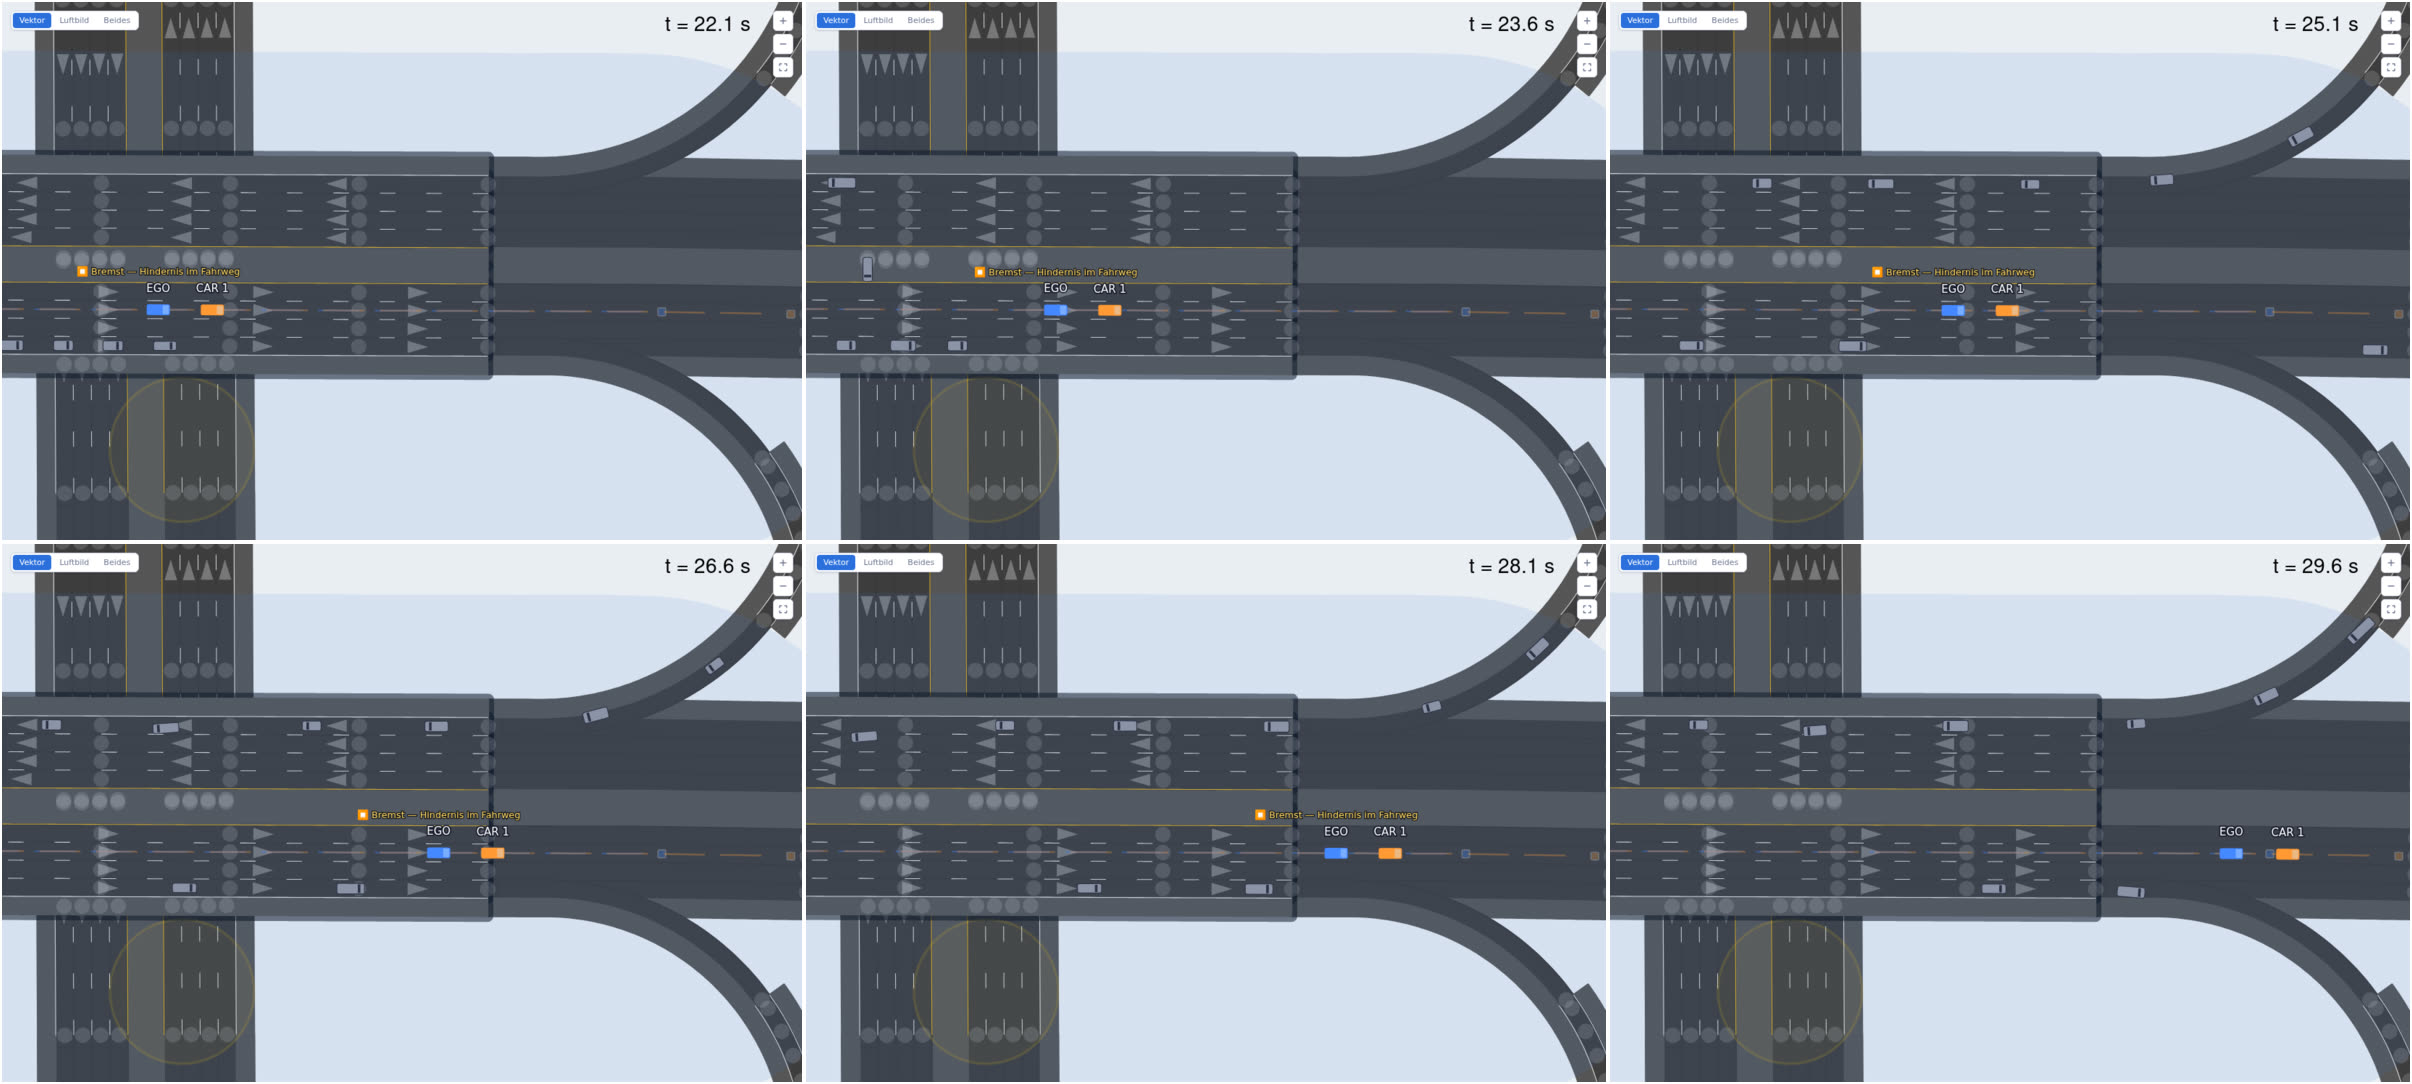 Vektor Luftbild Beides
t = 22.1 s
+
−
Bremst — Hindernis im Fahrweg
EGO CAR 1
Vektor Luftbild Beides
t = 23.6 s
+
−
Bremst — Hindernis im Fahrweg
EGO CAR 1
Vektor Luftbild Beides
t = 25.1 s
+
−
Bremst — Hindernis im Fahrweg
EGO CAR 1
Vektor Luftbild Beides
t = 26.6 s
+
−
Bremst — Hindernis im Fahrweg
EGO CAR 1
Vektor Luftbild Beides
t = 28.1 s
+
−
Bremst — Hindernis im Fahrweg
EGO CAR 1
Vektor Luftbild Beides
t = 29.6 s
+
−
EGO CAR 1